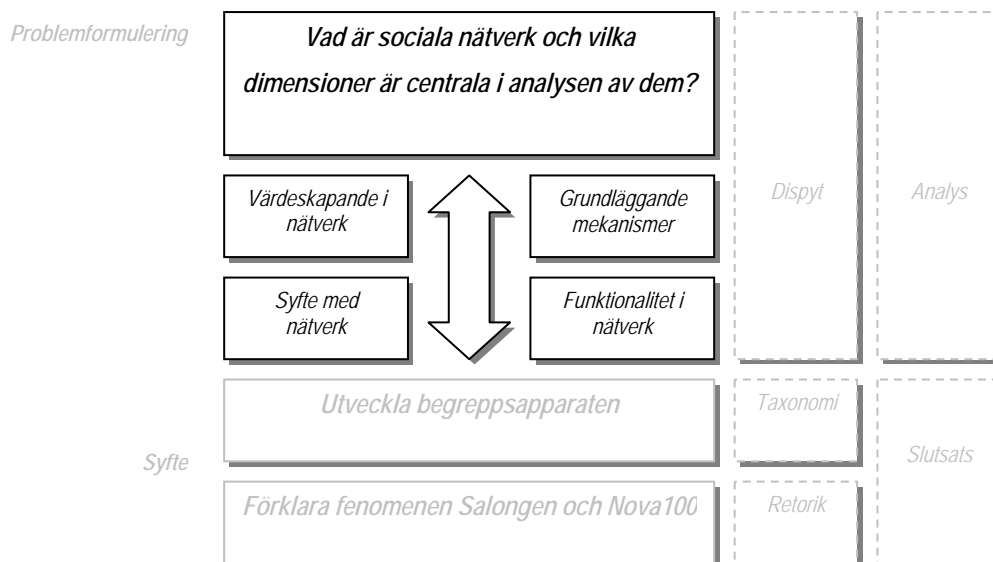 Problemformulering
Vad är sociala nätverk och vilka
dimensioner är centrala i analysen av dem?
Värdeskapande i
nätverk
Grundläggande
mekanismer
Dispyt
Analys
Syfte med
nätverk
Funktionalitet i
nätverk
Utveckla begreppsapparaten
Taxonomi
Syfte
Slutsats
Förklara fenomenen Salongen och Nova100
Retorik